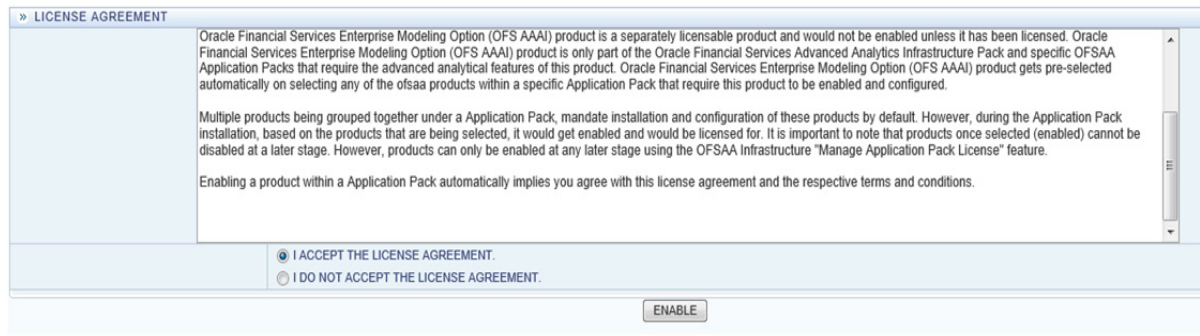 » LICENSE AGREEMENT
Oracle Financial Services Enterprise Modeling Option (OFS AAAI) product is a separately licensable product and would not be enabled unless it has been licensed. Oracle
Financial Services Enterprise Modeling Option (OFS AAAI) product is only part of the Oracle Financial Services Advanced Analytics Infrastructure Pack and specific OFSAA
Application Packs that require the advanced analytical features of this product. Oracle Financial Services Enterprise Modeling Option (OFS AAAI) product gets pre-selected
automatically on selecting any of the ofsaa products within a specific Application Pack that require this product to be enabled and configured.
Multiple products being grouped together under a Application Pack, mandate installation and configuration of these products by default. However, during the Application Pack
installation, based on the products that are being selected, it would get enabled and would be licensed for. It is important to note that products once selected (enabled) cannot be
disabled at a later stage. However, products can only be enabled at any later stage using the OFSAA Infrastructure "Manage Application Pack License" feature.
Enabling a product within a Application Pack automatically implies you agree with this license agreement and the respective terms and conditions.
I ACCEPT THE LICENSE AGREEMENT.
I DO NOT ACCEPT THE LICENSE AGREEMENT.
ENABLE